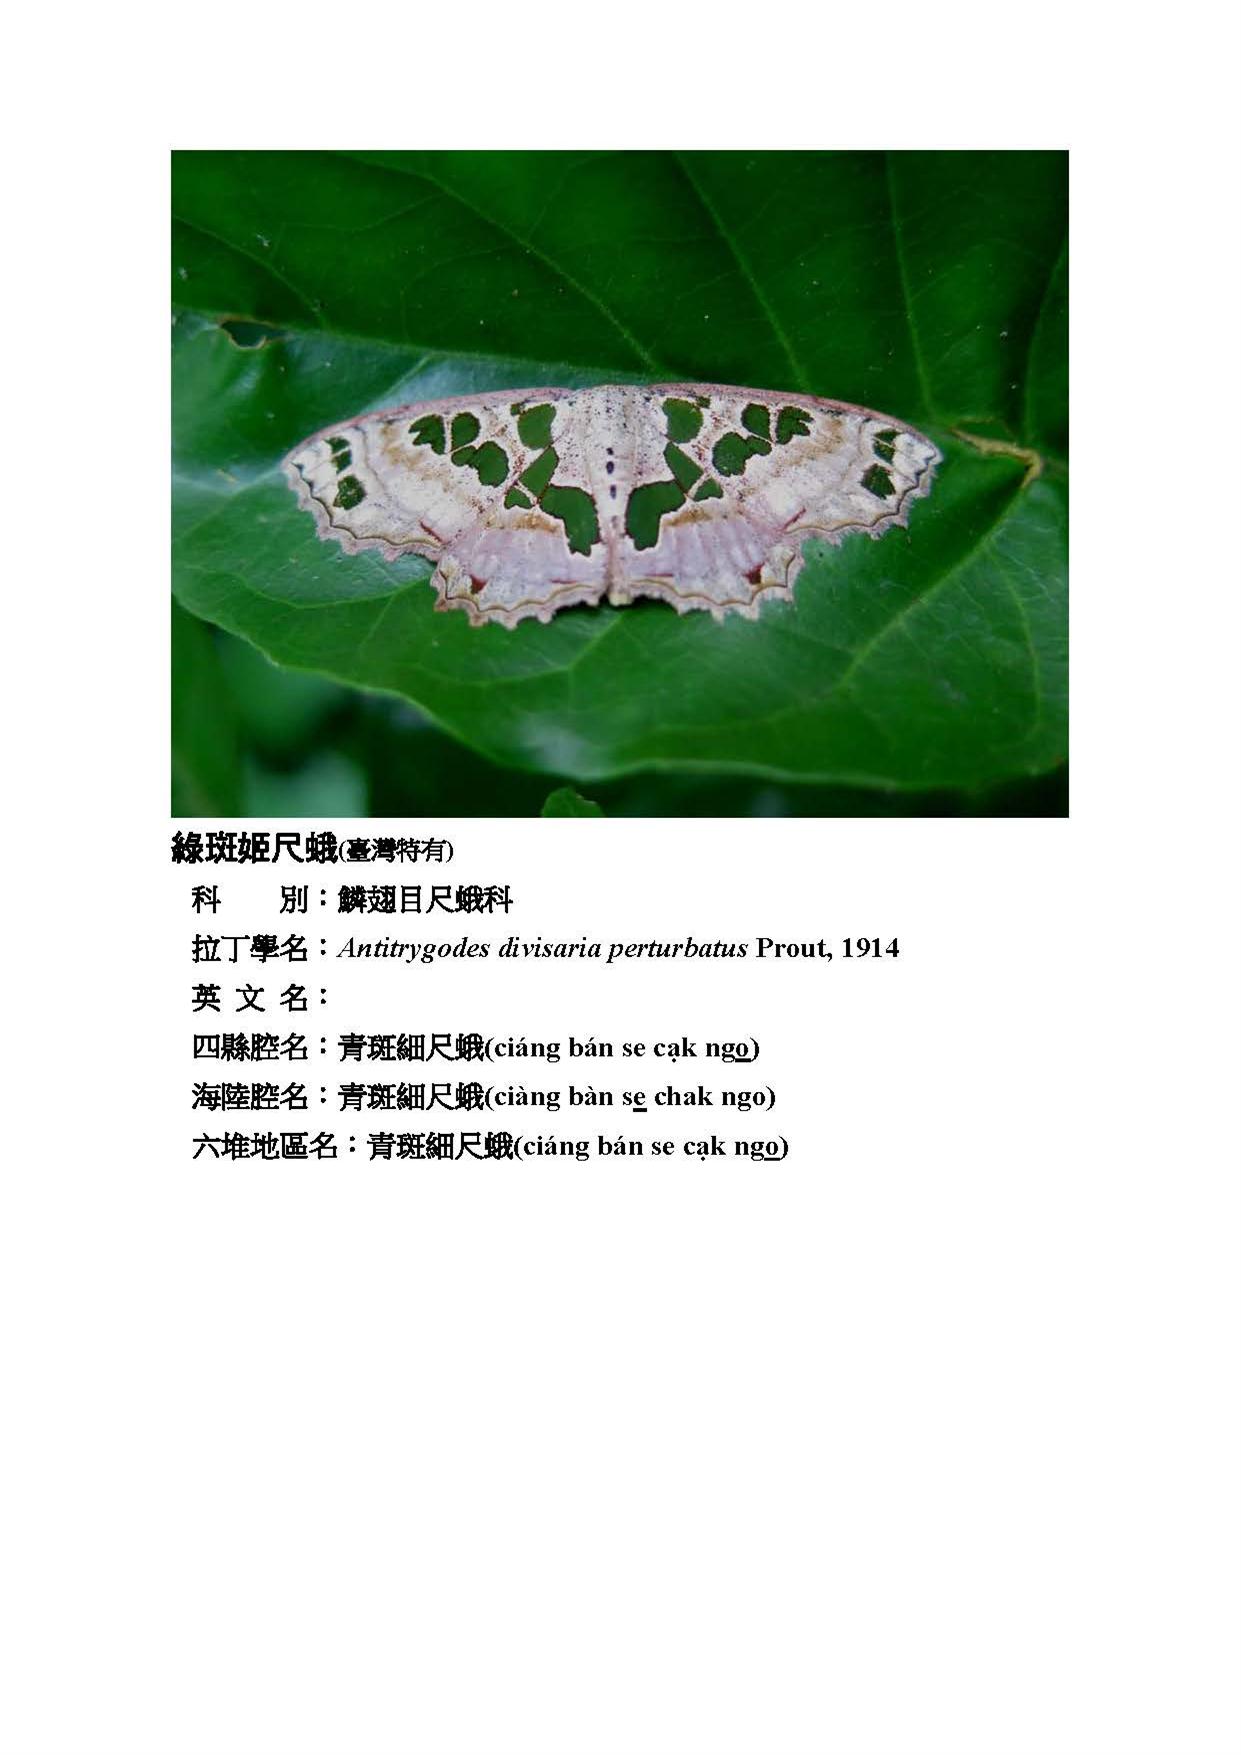 綠斑姬尺蛾(臺灣特有)
科　　別：鱗翅目尺蛾科
拉丁學名：Antitrygodes divisaria perturbatus Prout, 1914
英 文 名：
四縣腔名：青斑細尺蛾(ciáng bán se cạk ngo̲)
海陸腔名：青斑細尺蛾(ciàng bàn se̲ chak ngo)
六堆地區名：青斑細尺蛾(ciáng bán se cạk ngo̲)